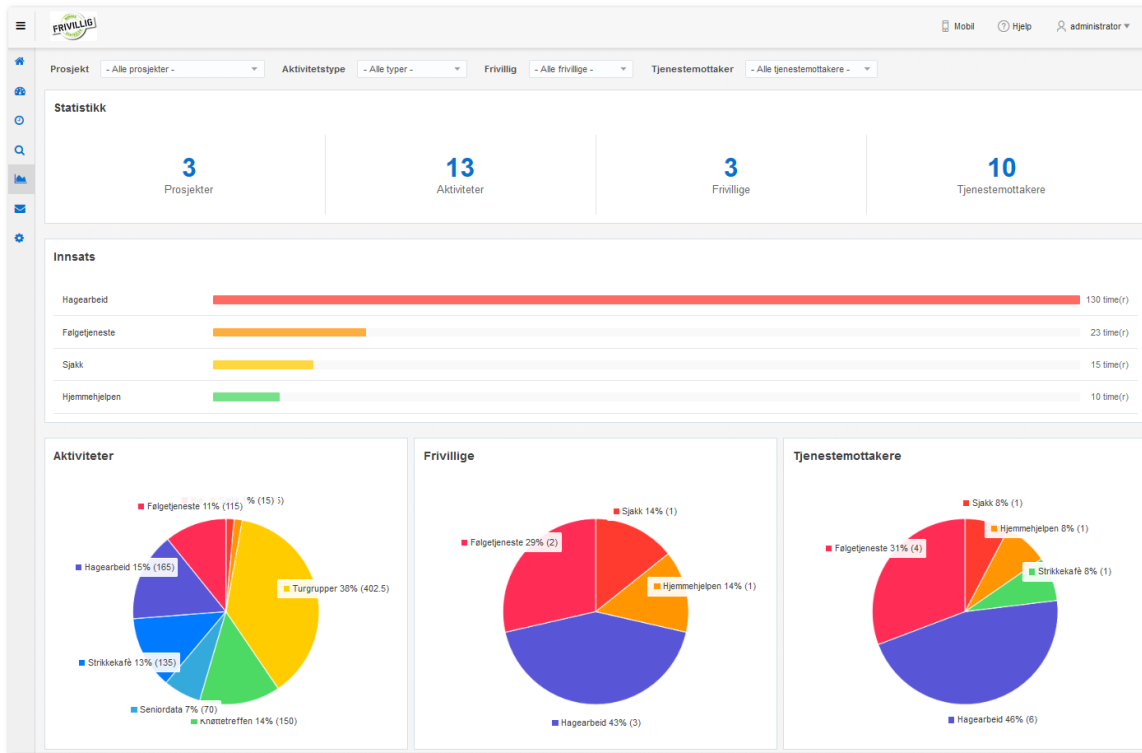 FRIVILLIG
Mobil
Hjelp
administrator
Prosjekt - Alle prosjekter - Aktivitetstype - Alle typer - Frivillig - Alle frivillige - Tjenestemottaker - Alle tjenestemottakere -
Statistikk
3 13 3 10
Prosjekter Aktiviteter Frivillige Tjenestemottakere
Innsats
Hagearbeid 130 time(r)
Følgetjeneste 23 time(r)
Sjakk 15 time(r)
Hjemmehjelpen 10 time(r)
Aktiviteter
% (15)
Følgetjeneste 11% (115)
Hagearbeid 15% (165)
Turgrupper 38% (402.5)
Strikkekafè 13% (135)
Seniordata 7% (70)
Knøttetreffen 14% (150)
Frivillige
Sjakk 14% (1)
Følgetjeneste 29% (2)
Hjemmehjelpen 14% (1)
Hagearbeid 43% (3)
Tjenestemottakere
Sjakk 8% (1)
Hjemmehjelpen 8% (1)
Følgetjeneste 31% (4)
Strikkekafè 8% (1)
Hagearbeid 46% (6)